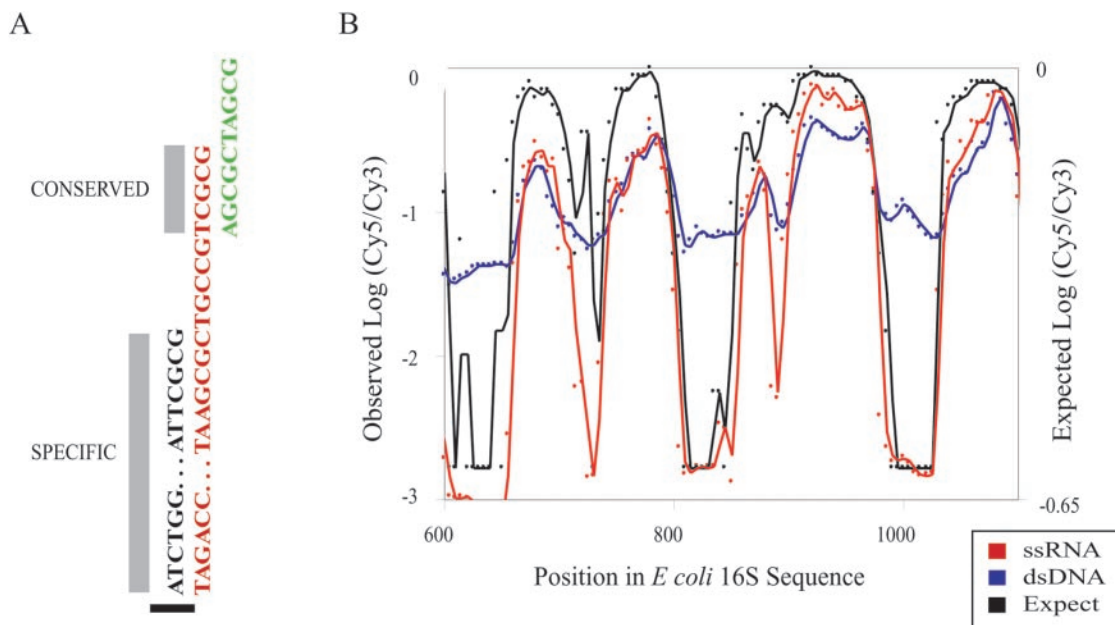 A
CONSERVED
SPECIFIC
ATCTGG...ATTCGCG
TAGACC...TAAGCGCTGCCGTCGCG
AGCGCTAGCG
B
Observed Log (Cy5/Cy3)
0
-1
-2
-3
600
800
1000
Position in E coli 16S Sequence
0
-0.65
Expected Log (Cy5/Cy3)
ssRNA
dsDNA
Expect